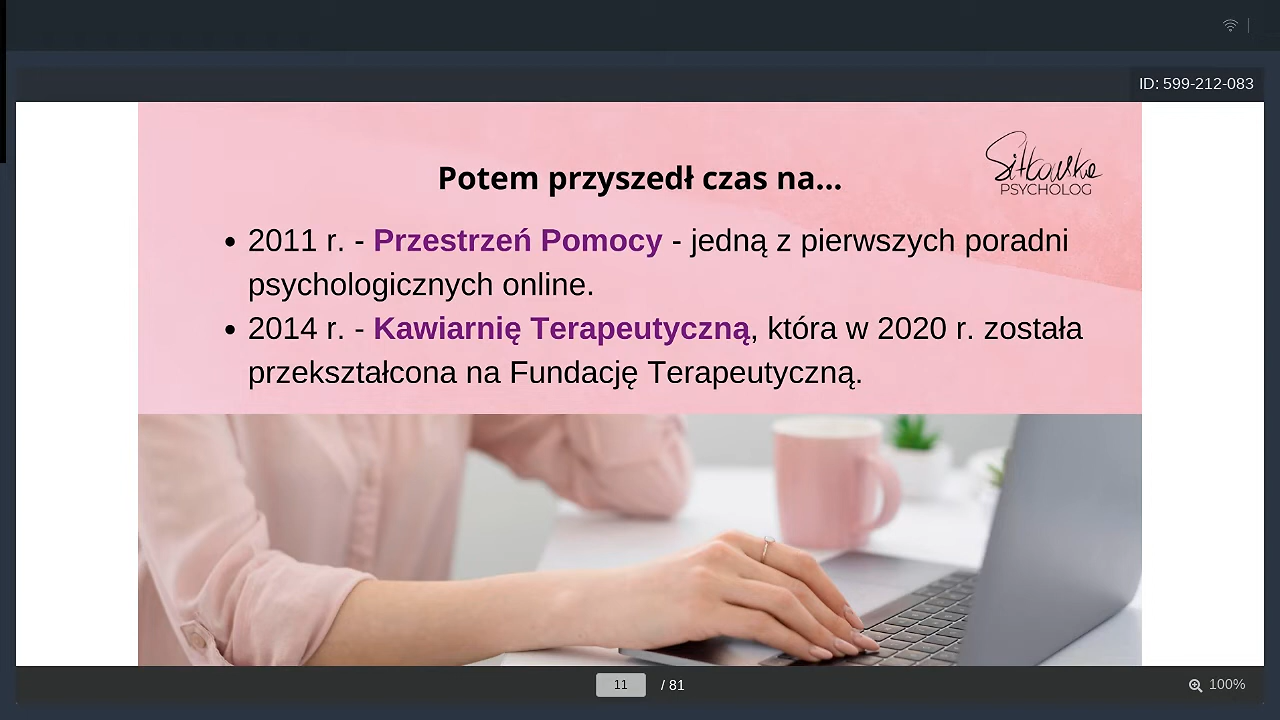 ID: 599-212-083
Siłowska
PSYCHOLOG
Potem przyszedł czas na...
• 2011 r. - Przestrzeń Pomocy - jedną z pierwszych poradni
psychologicznych online.
• 2014 r. - Kawiarnię Terapeutyczną, która w 2020 r. została
przekształcona na Fundację Terapeutyczną.
11 / 81
100%